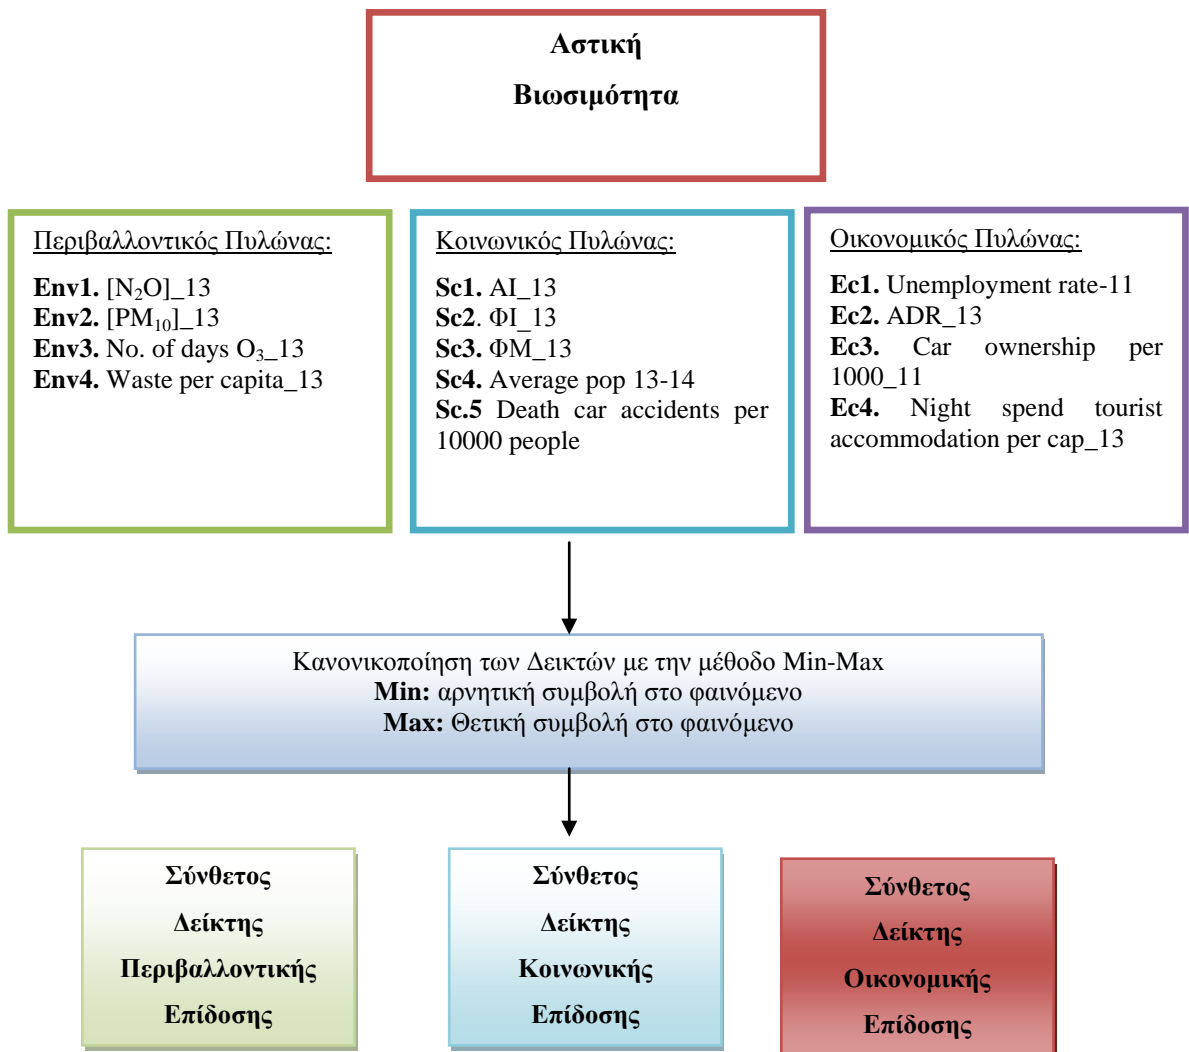 Αστική
Βιωσιμότητα
Περιβαλλοντικός Πυλώνας:
Env1. [N₂O]_13
Env2. [PM₁₀]_13
Env3. No. of days O₃_13
Env4. Waste per capita_13
Κοινωνικός Πυλώνας:
Sc1. ΑΙ_13
Sc2. ΦΙ_13
Sc3. ΦΜ_13
Sc4. Average pop 13-14
Sc.5 Death car accidents per
10000 people
Οικονομικός Πυλώνας:
Ec1. Unemployment rate-11
Ec2. ADR_13
Ec3. Car ownership per
1000_11
Ec4. Night spend tourist
accommodation per cap_13
Κανονικοποίηση των Δεικτών με την μέθοδο Min-Max
Min: αρνητική συμβολή στο φαινόμενο
Max: Θετική συμβολή στο φαινόμενο
Σύνθετος
Δείκτης
Περιβαλλοντικής
Επίδοσης
Σύνθετος
Δείκτης
Κοινωνικής
Επίδοσης
Σύνθετος
Δείκτης
Οικονομικής
Επίδοσης